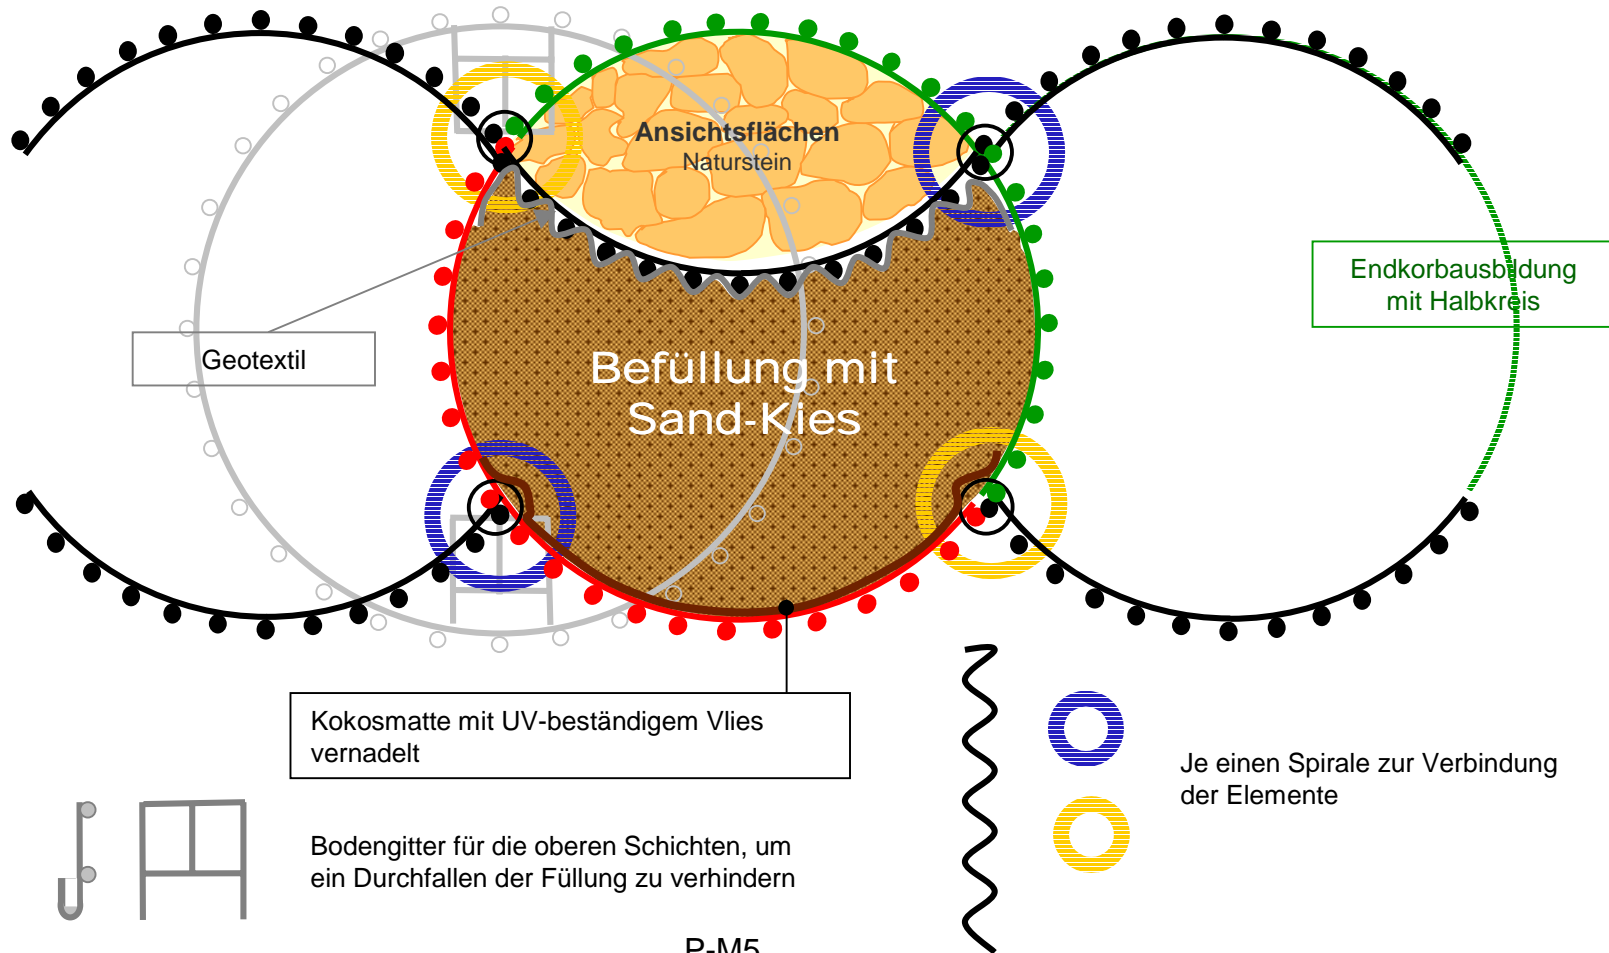 Ansichtsflächen
Naturstein
Endkorbausbildung
mit Halbkreis
Geotextil
Befüllung mit
Sand-Kies
Kokosmatte mit UV-beständigem Vlies
vernadelt
Je einen Spirale zur Verbindung
der Elemente
Bodengitter für die oberen Schichten, um
ein Durchfallen der Füllung zu verhindern
P-M5